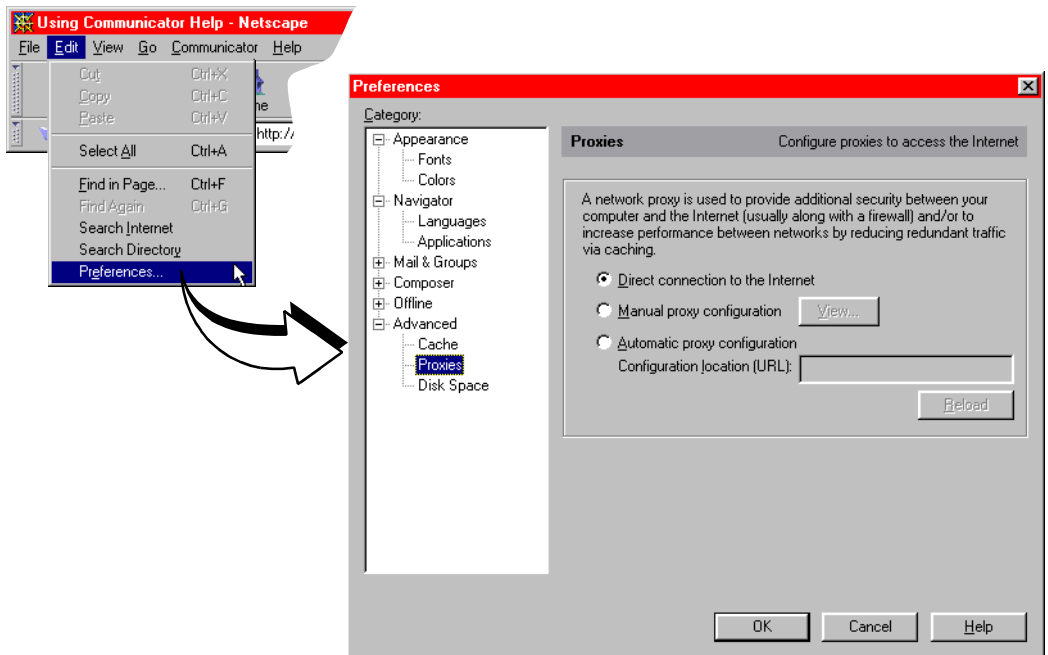 Using Communicator Help - Netscape
File Edit View Go Communicator Help
Cut Ctrl+X
Copy Ctrl+C
Paste Ctrl+V
Select All Ctrl+A
Find in Page... Ctrl+F
Find Again Ctrl+G
Search Internet
Search Directory
Preferences...
ne
http://
Preferences
Category:
Appearance
Fonts
Colors
Navigator
Languages
Applications
Mail & Groups
Composer
Offline
Advanced
Cache
Proxies
Disk Space
Proxies Configure proxies to access the Internet
A network proxy is used to provide additional security between your
computer and the Internet (usually along with a firewall) and/or to
increase performance between networks by reducing redundant traffic
via caching.
Direct connection to the Internet
Manual proxy configuration View...
Automatic proxy configuration
Configuration location (URL):
Reload
OK Cancel Help